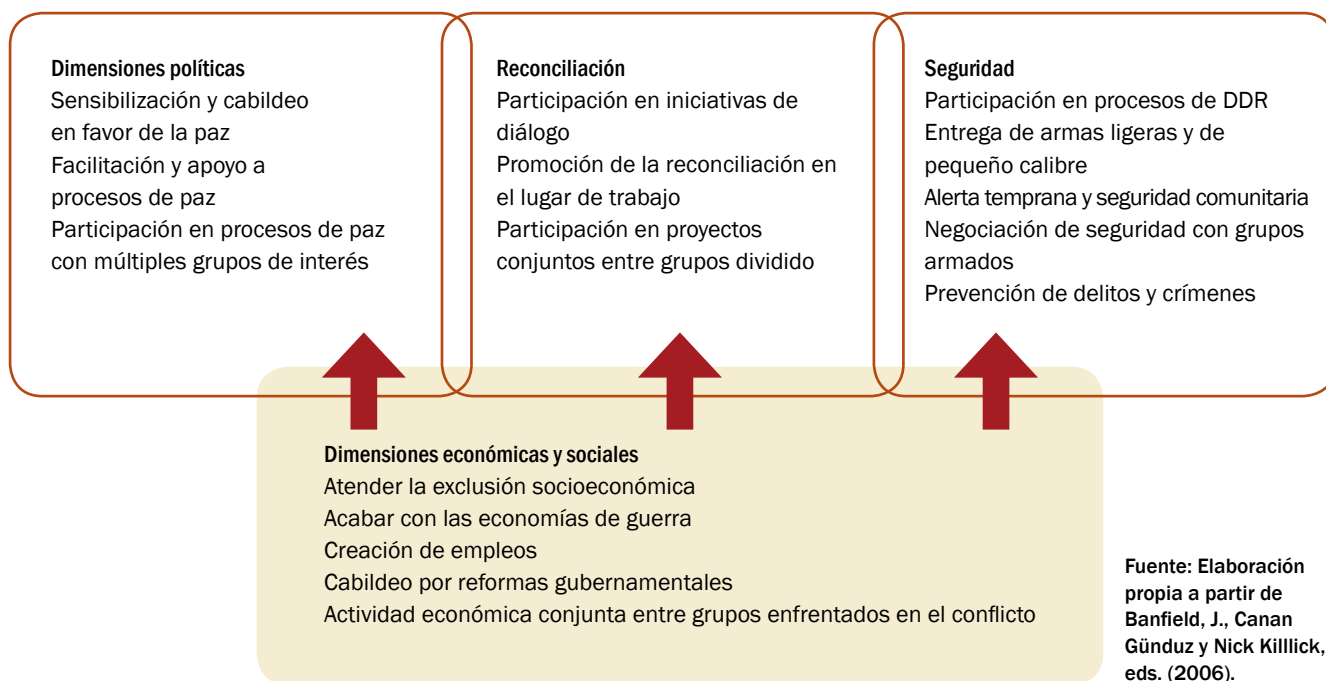 Dimensiones políticas
Sensibilización y cabildeo
en favor de la paz
Facilitación y apoyo a
procesos de paz
Participación en procesos de paz
con múltiples grupos de interés
Reconciliación
Participación en iniciativas de
diálogo
Promoción de la reconciliación en
el lugar de trabajo
Participación en proyectos
conjuntos entre grupos dividido
Seguridad
Participación en procesos de DDR
Entrega de armas ligeras y de
pequeño calibre
Alerta temprana y seguridad comunitaria
Negociación de seguridad con grupos
armados
Prevención de delitos y crímenes
Dimensiones económicas y sociales
Atender la exclusión socioeconómica
Acabar con las economías de guerra
Creación de empleos
Cabildeo por reformas gubernamentales
Actividad económica conjunta entre grupos enfrentados en el conflicto
Fuente: Elaboración
propia a partir de
Banfield, J., Canan
Günduz y Nick Killlick,
eds. (2006).